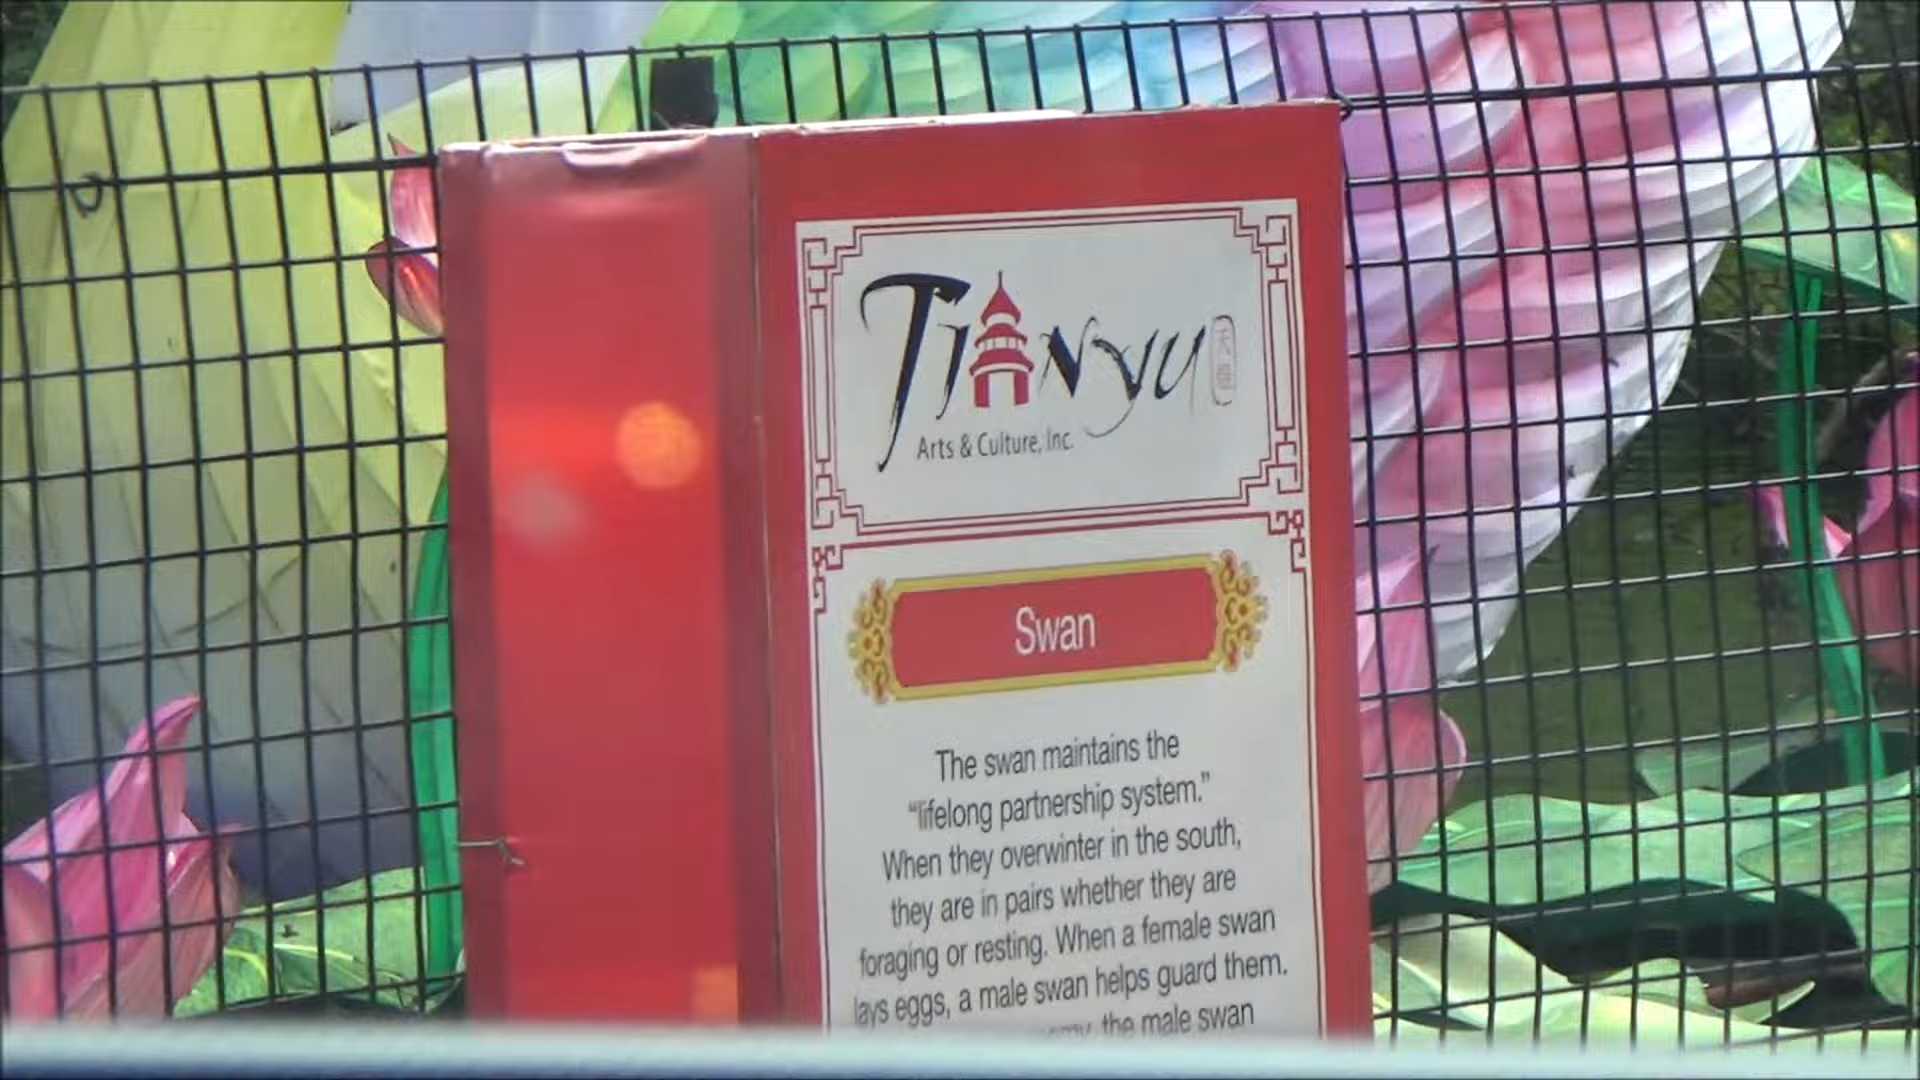 Tianyu
Arts & Culture, Inc.
Swan
The swan maintains the
“lifelong partnership system.”
When they overwinter in the south,
they are in pairs whether they are
foraging or resting. When a female swan
lays eggs, a male swan helps guard them.
the male swan